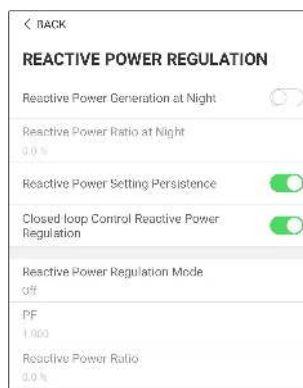 < BACK
REACTIVE POWER REGULATION
Reactive Power Generation at Night
Reactive Power Ratio at Night
0.0 %
Reactive Power Setting Persistence
Closed loop Control Reactive Power
Regulation
Reactive Power Regulation Mode
Off
PF
1.000
Reactive Power Ratio
0.0 %